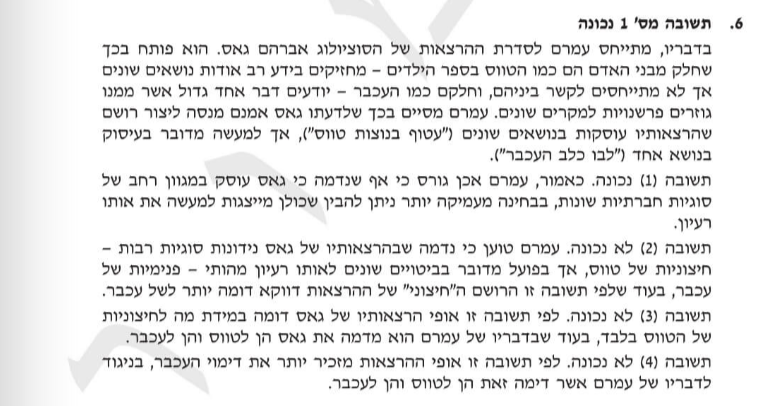 6. תשובה מס' 1 נכונה
בדבריו, מתייחס עמרם לסדרת ההרצאות של הסוציולוג אברהם גאס. הוא פותח בכך
שחלק מבני האדם הם כמו הטווס בספר הילדים – מחזיקים בידע רב אודות נושאים שונים
אך לא מתייחסים לקשר ביניהם, וחלקם כמו העכבר – יודעים דבר אחד גדול אשר ממנו
גוזרים פרשנויות למקרים שונים. עמרם מסיים בכך שלדעתו גאס אמנם מנסה ליצור רושם
שהרצאותיו עוסקות בנושאים שונים ("עטוף בנוצות טווס"), אך למעשה מדובר בעיסוק
בנושא אחד ("לבו כלב העכבר").
תשובה (1) נכונה. כאמור, עמרם אכן גורס כי אף שנדמה כי גאס עוסק במגוון רחב של
סוגיות חברתיות שונות, בבחינה מעמיקה יותר ניתן להבין שכולן מייצגות למעשה את אותו
רעיון.
תשובה (2) לא נכונה. עמרם טוען כי נדמה שבהרצאותיו של גאס נידונות סוגיות רבות –
חיצוניות של טווס, אך בפועל מדובר בביטויים שונים לאותו רעיון מהותי – פנימיות של
עכבר, בעוד שלפי תשובה זו הרושם ה"חיצוני" של ההרצאות דווקא דומה יותר לשל עכבר.
תשובה (3) לא נכונה. לפי תשובה זו אופי הרצאותיו של גאס דומה במידת מה לחיצוניות
של הטווס בלבד, בעוד שבדבריו של עמרם הוא מדמה את גאס הן לטווס והן לעכבר.
תשובה (4) לא נכונה. לפי תשובה זו אופי ההרצאות מזכיר יותר את דימוי העכבר, בניגוד
לדבריו של עמרם אשר דימה זאת הן לטווס והן לעכבר.